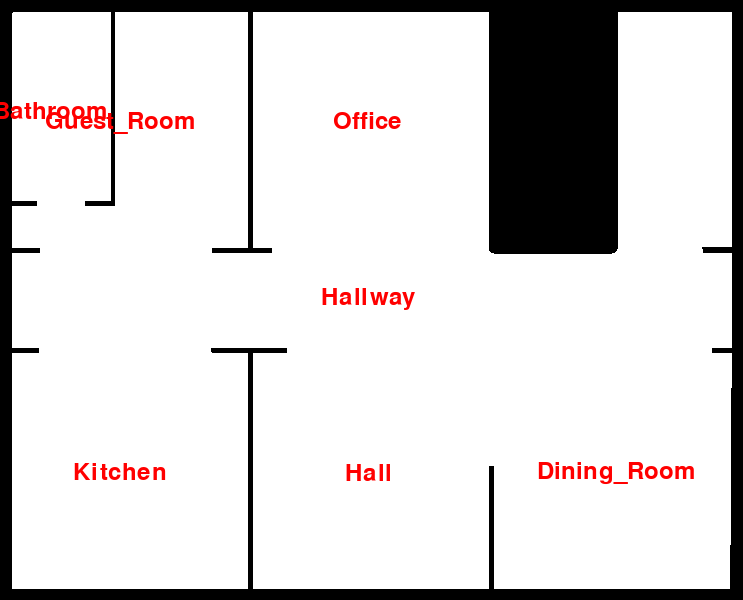 Bathroom
Guest_Room
Office
Hallway
Kitchen
Hall
Dining_Room